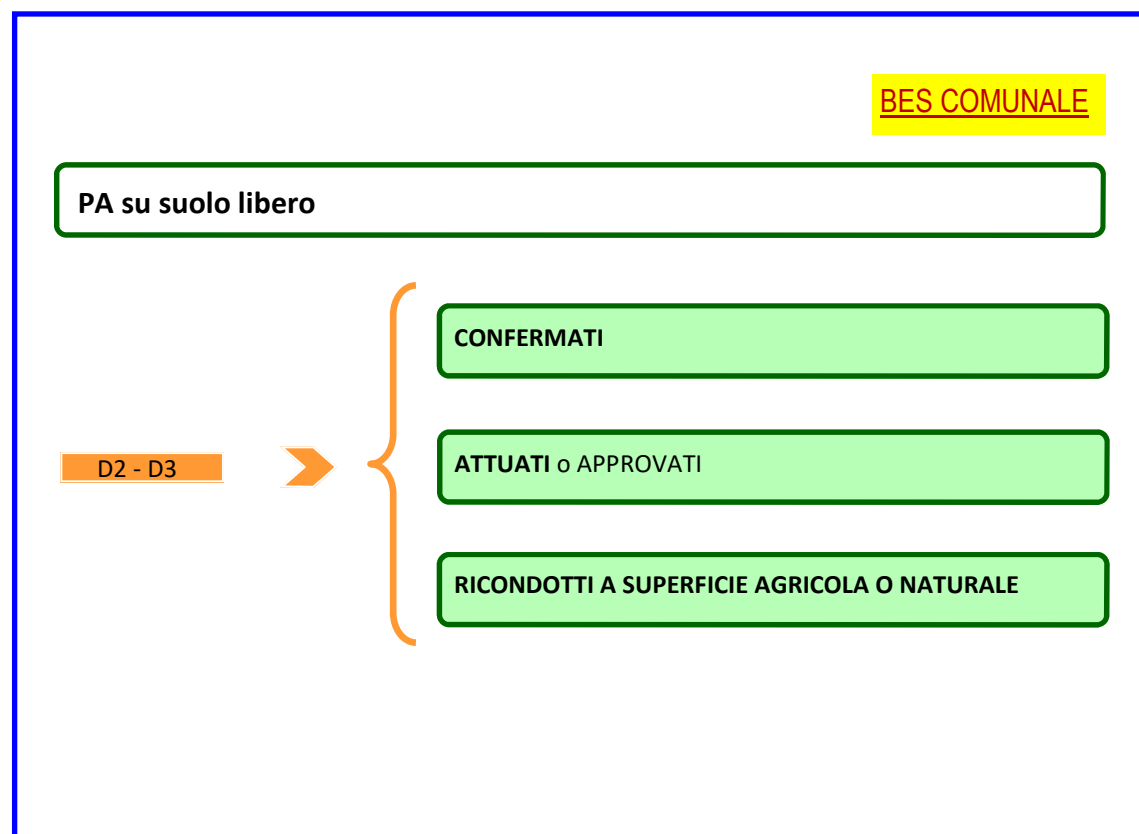 BES COMUNALE
PA su suolo libero
CONFERMATI
D2 - D3
ATTUATI o APPROVATI
RICONDOTTI A SUPERFICIE AGRICOLA O NATURALE